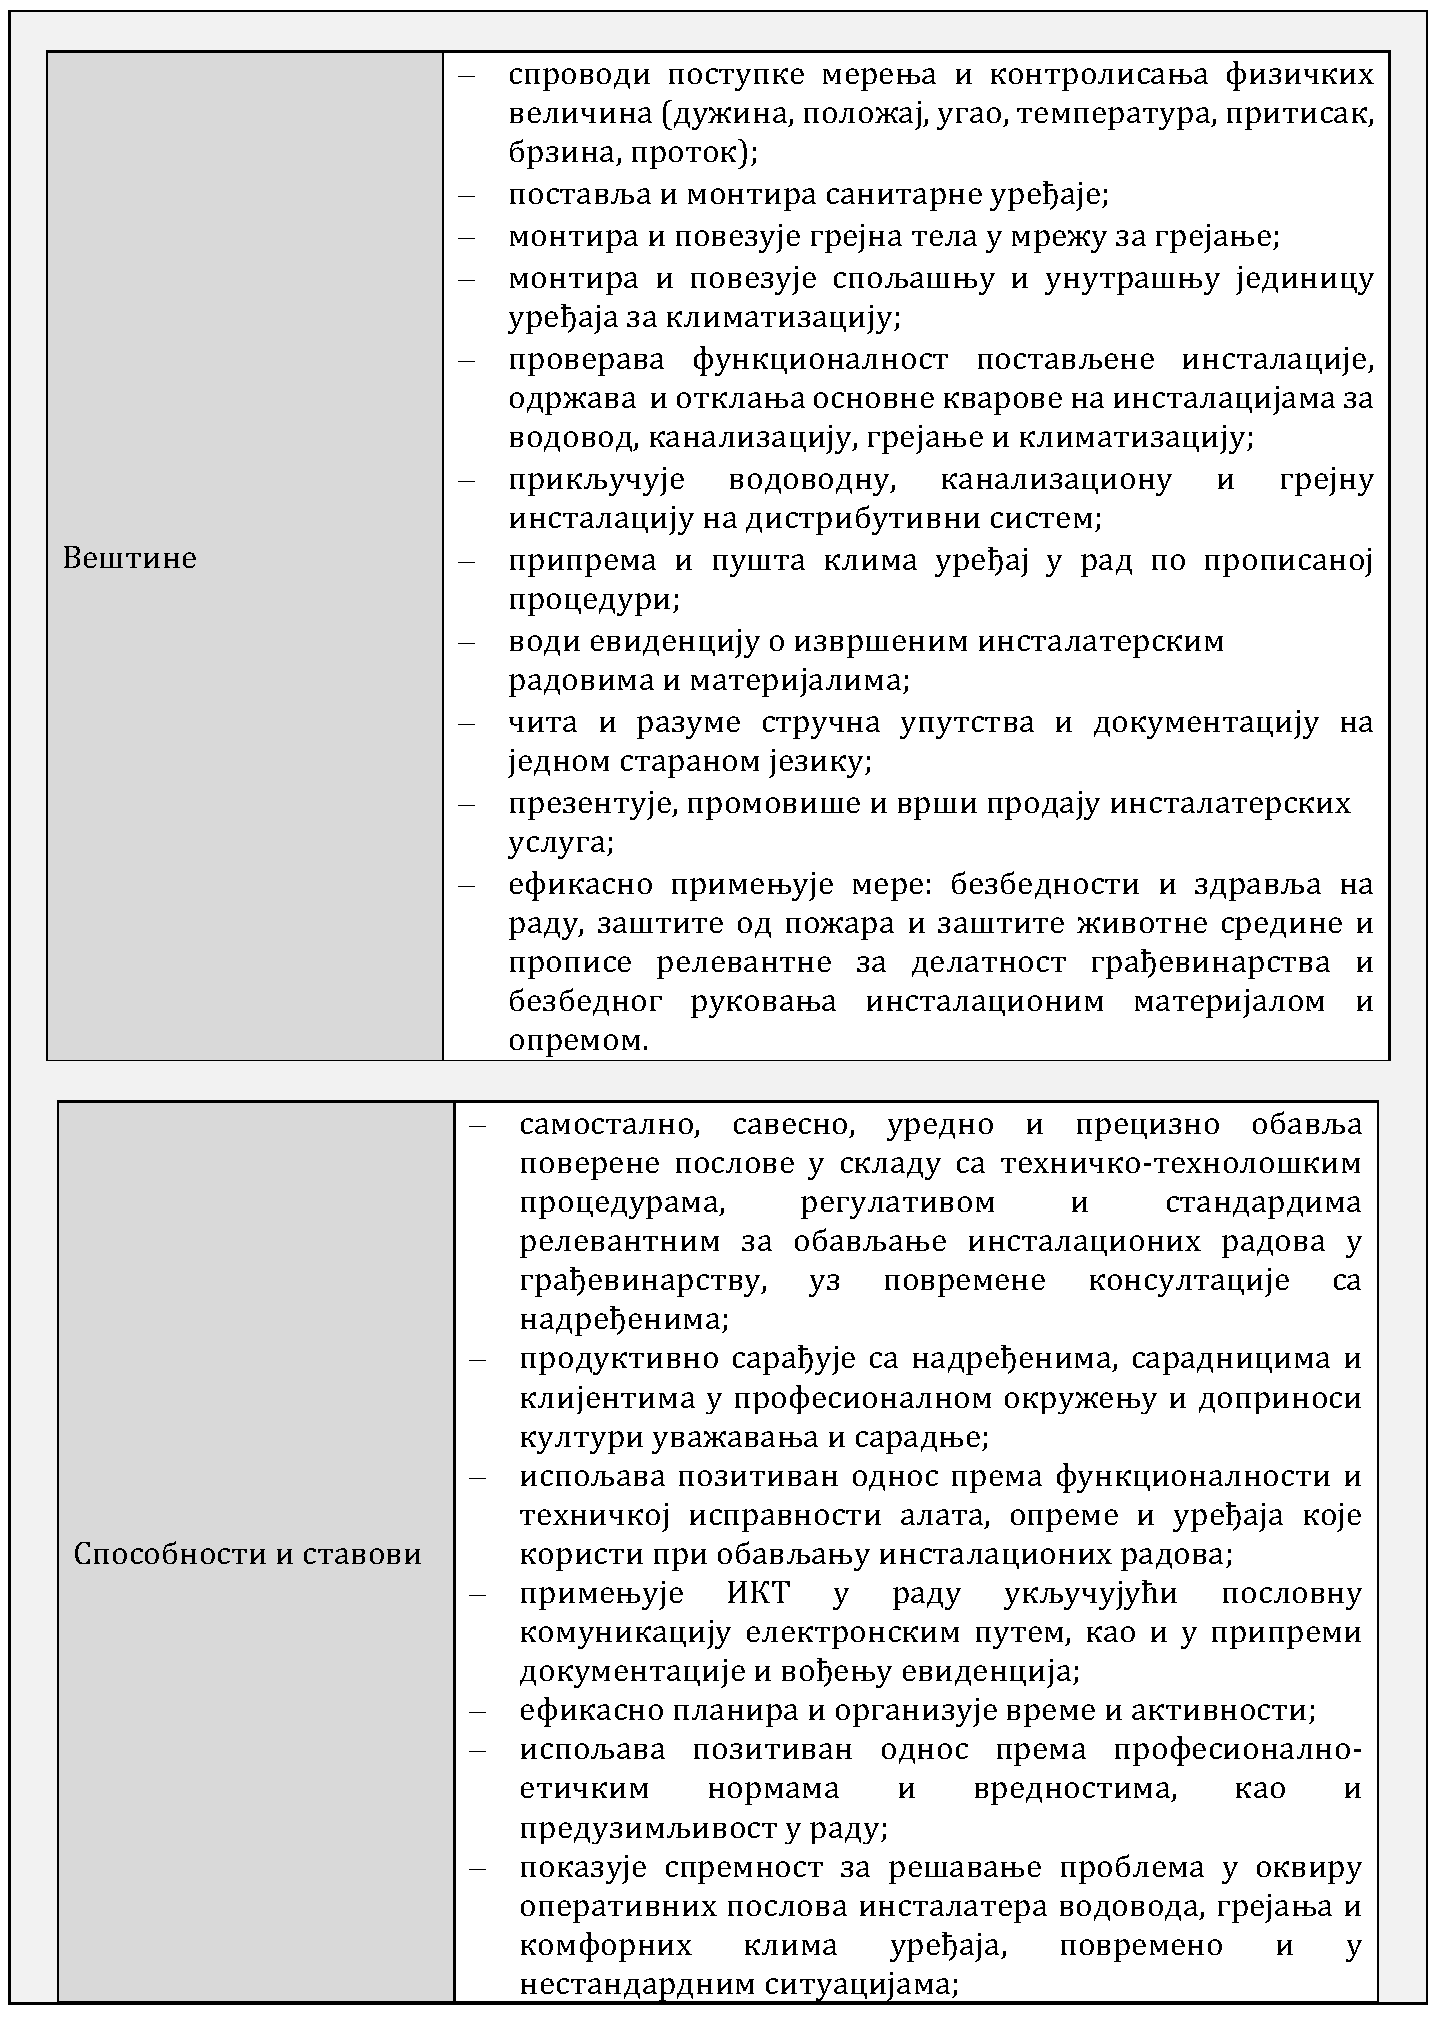 Вештине
– спроводи поступке мерења и контролисања физичких
величина (дужина, положај, угао, температура, притисак,
брзина, проток);
– поставља и монтира санитарне уређаје;
– монтира и повезује грејна тела у мрежу за грејање;
– монтира и повезује спољашњу и унутрашњу јединицу
уређаја за климатизацију;
– проверава функционалност постављене инсталације,
одржава и отклања основне кварове на инсталацијама за
водовод, канализацију, грејање и климатизацију;
– прикључује водоводну, канализациону и грејну
инсталацију на дистрибутивни систем;
– припрема и пушта клима уређај у рад по прописаној
процедури;
– води евиденцију о извршеним инсталатерским
радовима и материјалима;
– чита и разуме стручна упутства и документацију на
једном стараном језику;
– презентује, промовише и врши продају инсталатерских
услуга;
– ефикасно примењује мере: безбедности и здравља на
раду, заштите од пожара и заштите животне средине и
прописе релевантне за делатност грађевинарства и
безбедног руковања инсталационим материјалом и
опремом.
Способности и ставови
– самостално, савесно, уредно и прецизно обавља
поверене послове у складу са техничко-технолошким
процедурама, регулативом и стандардима
релевантним за обављање инсталационих радова у
грађевинарству, уз повремене консултације са
надређенима;
– продуктивно сарађује са надређенима, сарадницима и
клијентима у професионалном окружењу и доприноси
култури уважавања и сарадње;
– испољава позитиван однос према функционалности и
техничкој исправности алата, опреме и уређаја које
користи при обављању инсталационих радова;
– примењује ИКТ у раду укључујући пословну
комуникацију електронским путем, као и у припреми
документације и вођењу евиденција;
– ефикасно планира и организује време и активности;
– испољава позитиван однос према професионално-
етичким нормама и вредностима, као и
предузимљивост у раду;
– показује спремност за решавање проблема у оквиру
оперативних послова инсталатера водовода, грејања и
комфорних клима уређаја, повремено и у
нестандардним ситуацијама;